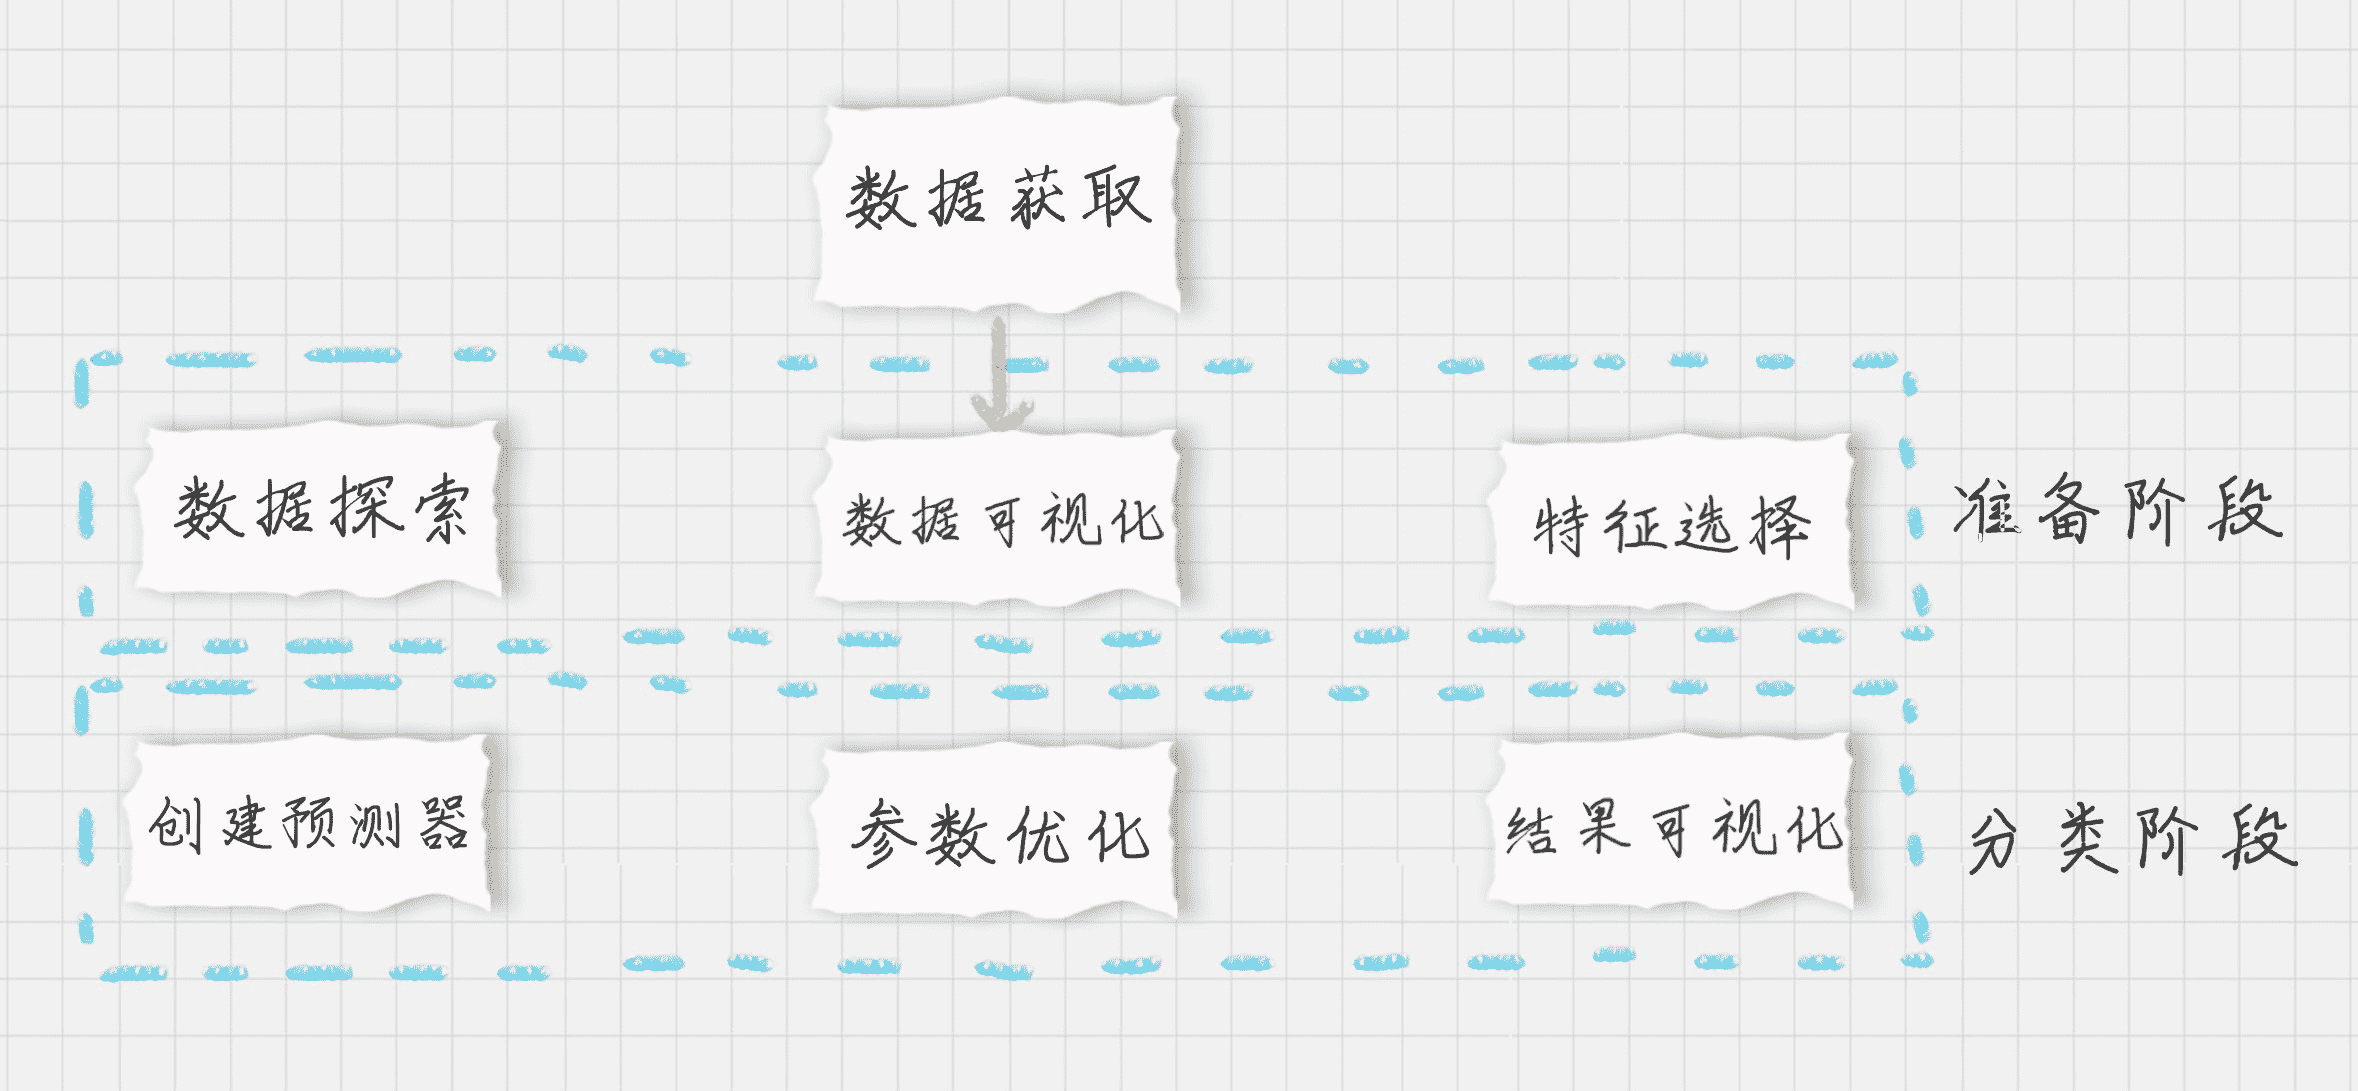 数据获取
数据探索
数据可视化
特征选择
准备阶段
创建预测器
参数优化
结果可视化
分类阶段